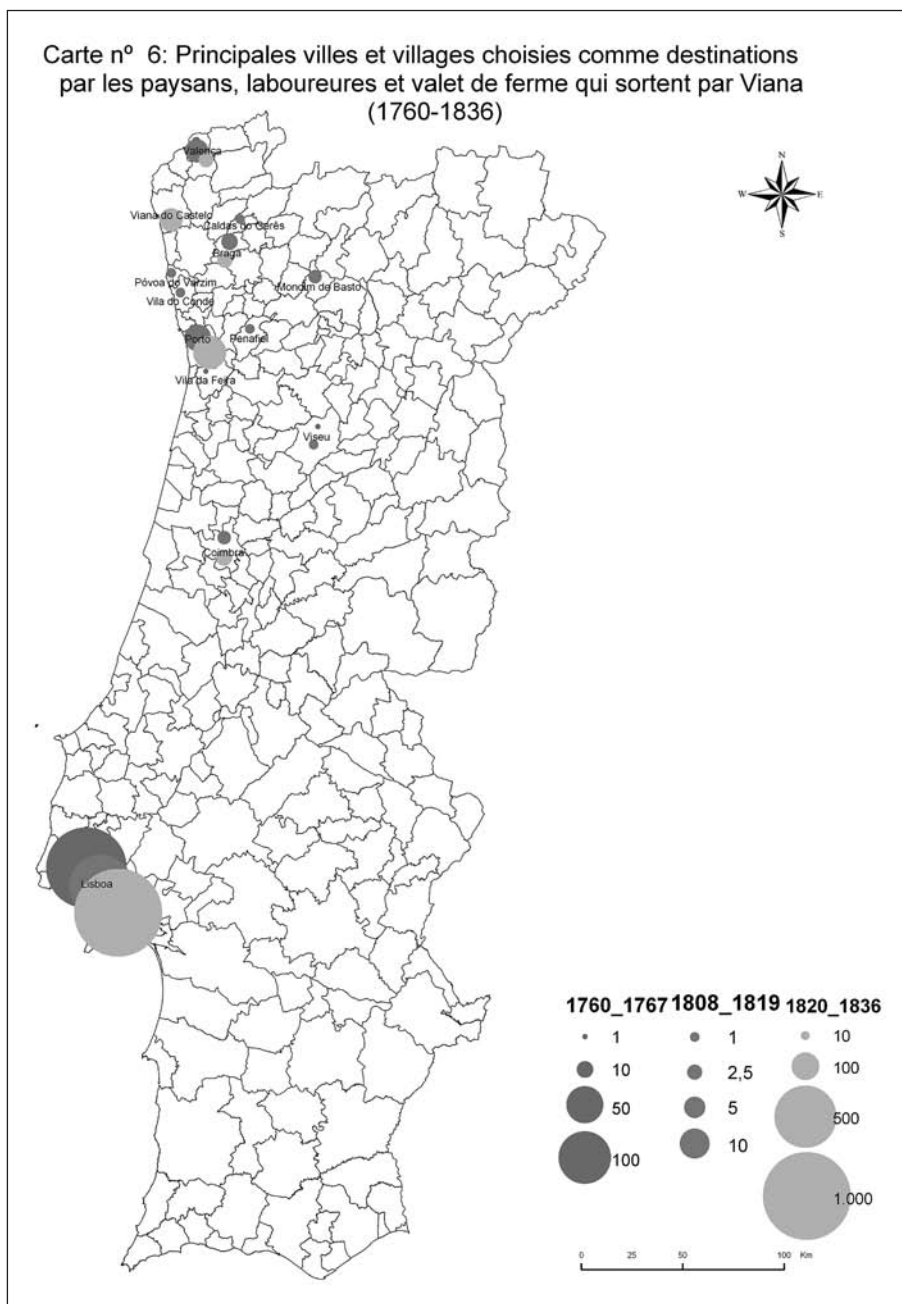 Carte nº 6: Principales villes et villages choisies comme destinations
par les paysans, laboureures et valet de ferme qui sortent par Viana
(1760-1836)
N
W E
S
Valença
Viana do Castelo
Caldas do Gerês
Braga
Póvoa do Varzim
Mondim de Basto
Vila do Conde
Porto
Penafiel
Vila da Feira
Viseu
Coimbra
Lisboa
1760_1767 1808_1819 1820_1836
1 1 10
10 2,5 100
50 5 500
100 10 1.000
0 25 50 100 Km